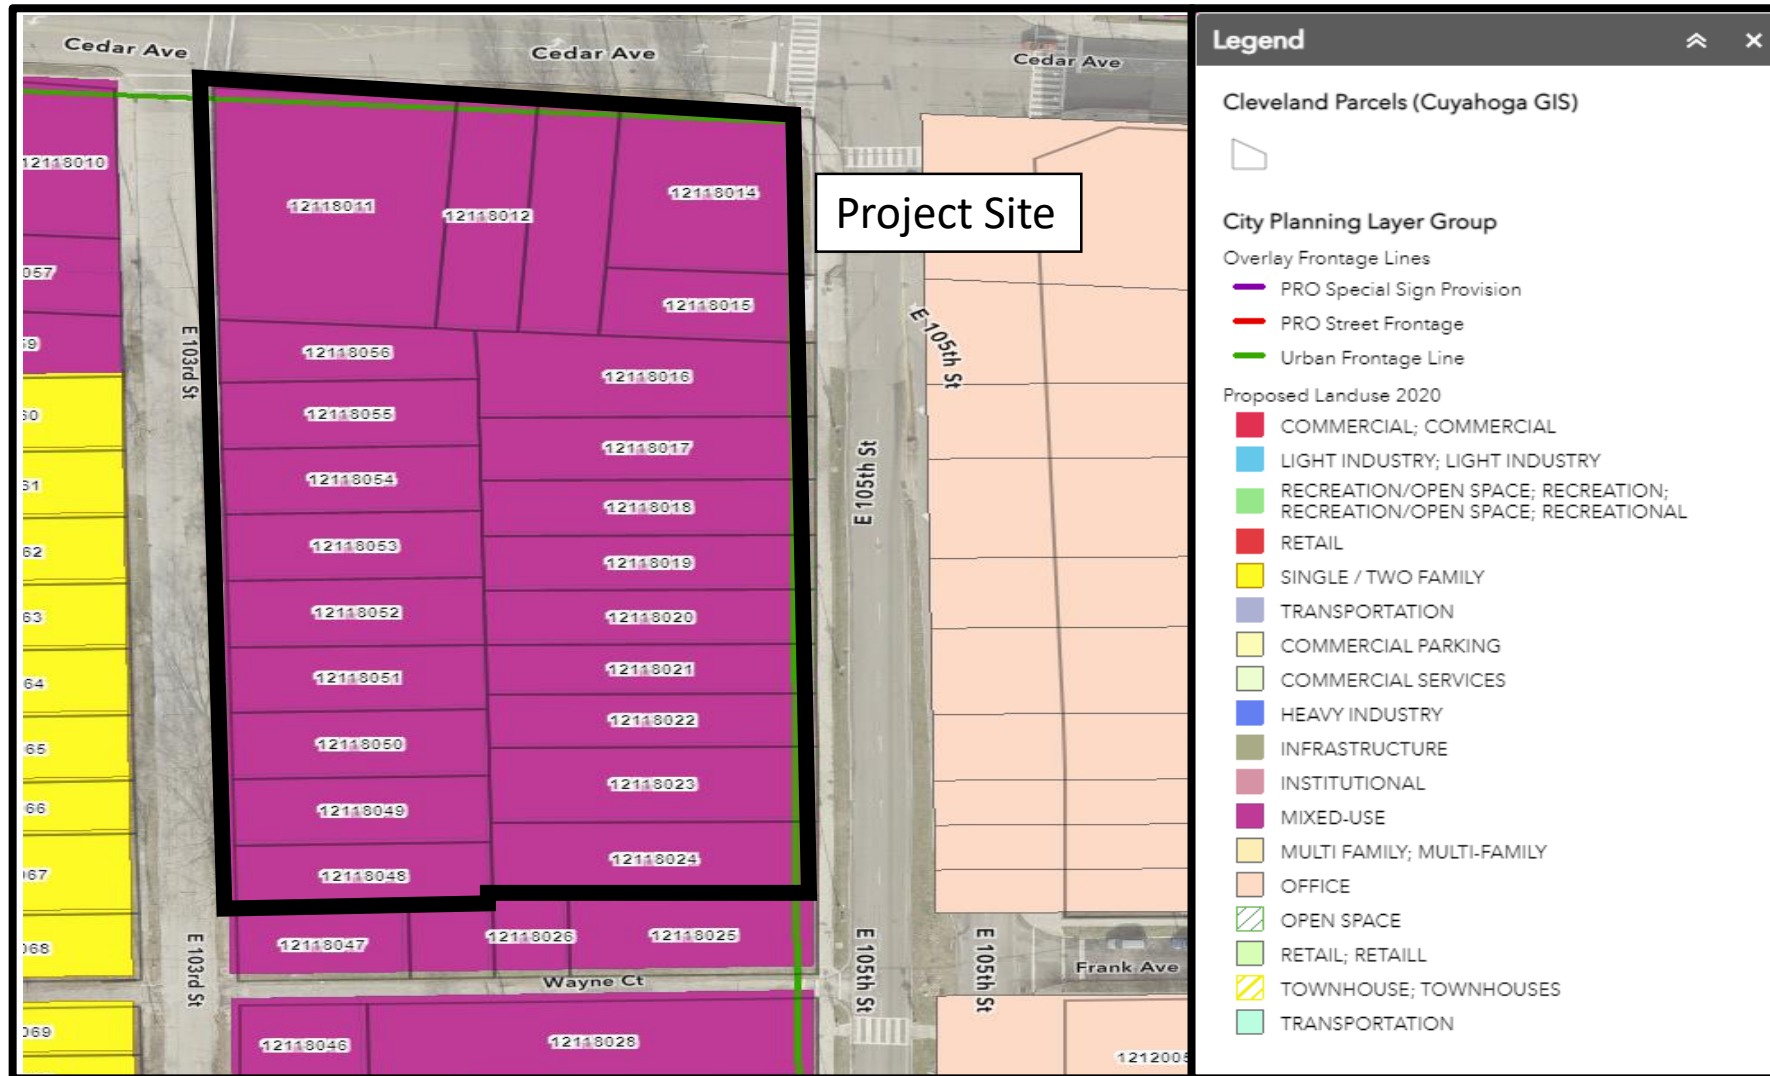 Cedar Ave
Cedar Ave
Cedar Ave
12118010
057
59
60
61
62
63
64
65
66
067
068
069
12118011
12118012
12118014
12118015
12118056
12118016
12118055
12118017
12118054
12118018
12118053
12118019
12118052
12118020
12118051
12118021
12118050
12118022
12118049
12118023
12118048
12118024
12118047
12118026
12118025
Wayne Ct
12118046
12118028
E 103rd St
E 103rd St
Project Site
E 105th St
E 105th St
E 105th St
E 105th St
Frank Ave
1212005
Legend
Cleveland Parcels (Cuyahoga GIS)
City Planning Layer Group
Overlay Frontage Lines
PRO Special Sign Provision
PRO Street Frontage
Urban Frontage Line
Proposed Landuse 2020
COMMERCIAL; COMMERCIAL
LIGHT INDUSTRY; LIGHT INDUSTRY
RECREATION/OPEN SPACE; RECREATION;
RECREATION/OPEN SPACE; RECREATIONAL
RETAIL
SINGLE / TWO FAMILY
TRANSPORTATION
COMMERCIAL PARKING
COMMERCIAL SERVICES
HEAVY INDUSTRY
INFRASTRUCTURE
INSTITUTIONAL
MIXED-USE
MULTI FAMILY; MULTI-FAMILY
OFFICE
OPEN SPACE
RETAIL; RETAILL
TOWNHOUSE; TOWNHOUSES
TRANSPORTATION